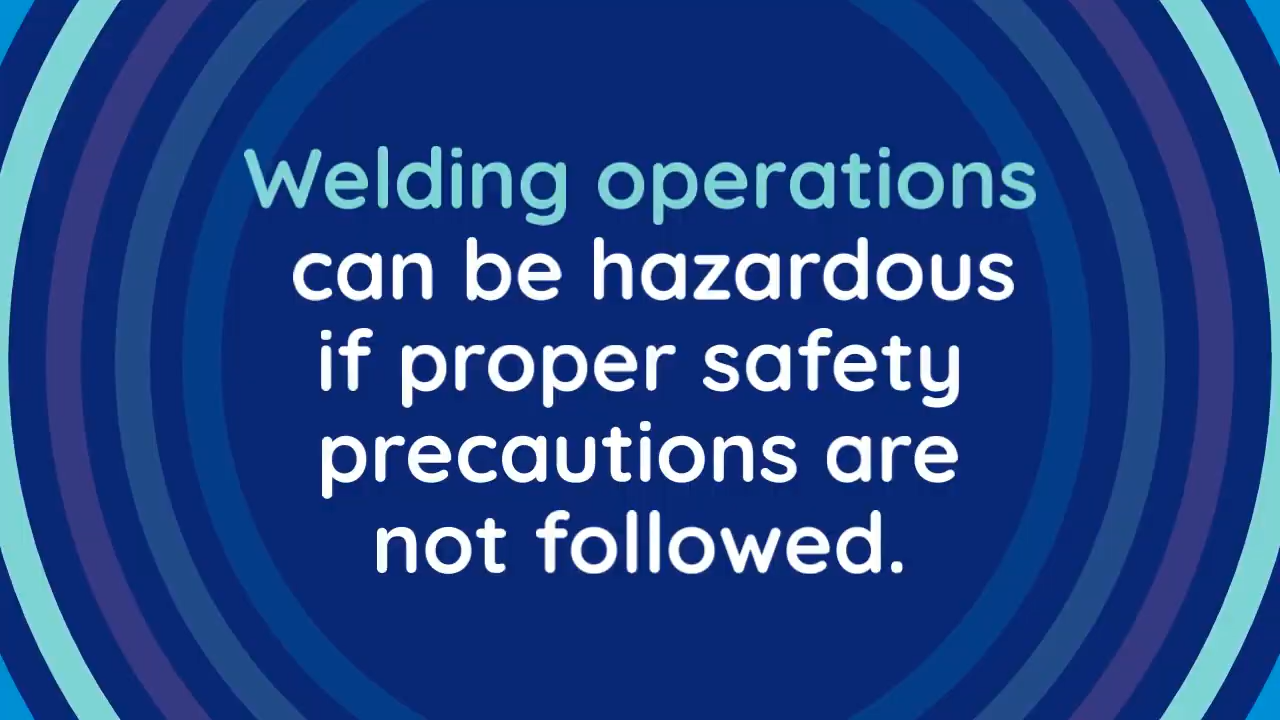 Welding operations
can be hazardous
if proper safety
precautions are
not followed.